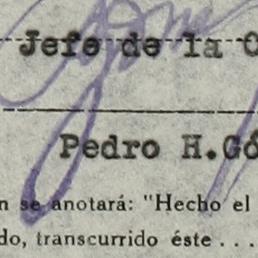 Jefe de la O
Pedro H.Gó
n se anotará: "Hecho el
do, transcurrido éste . . .